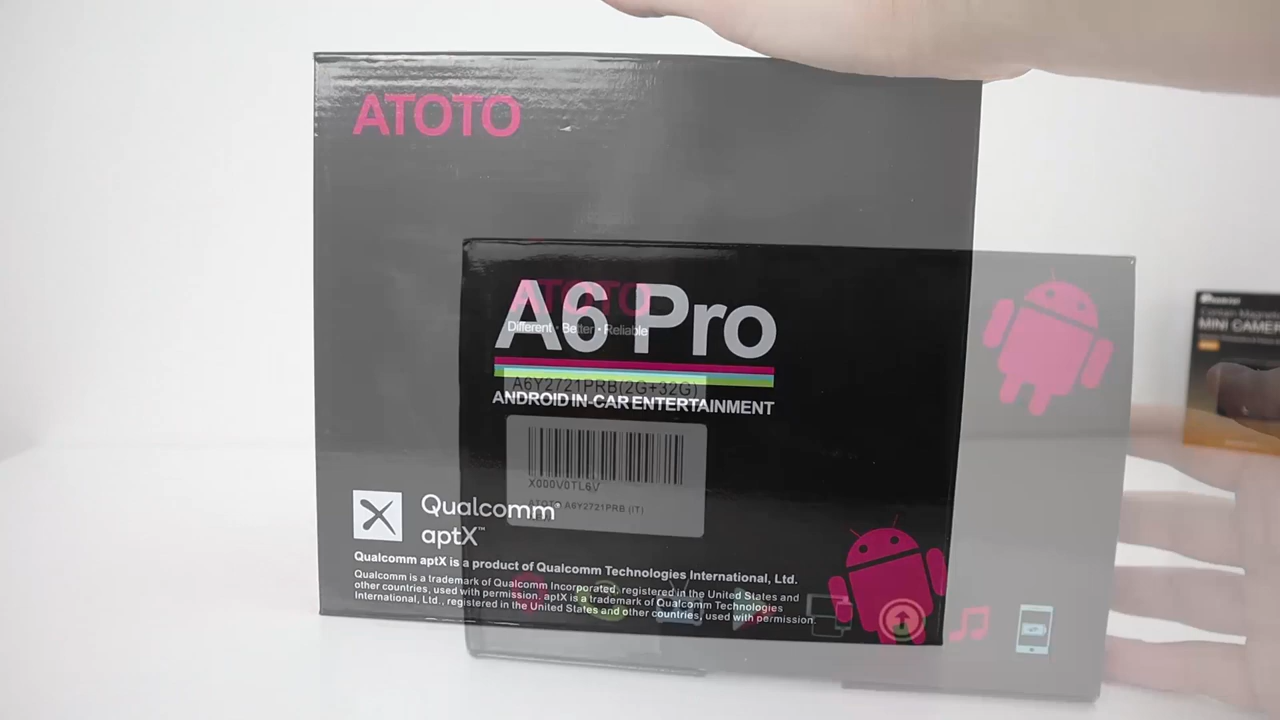 ATOTO
A6 Pro
ATOTO
Different • Better • Reliable
A6Y2721PRB(2G+32G)
ANDROID IN-CAR ENTERTAINMENT
X000V0TL6V
ATOTO A6Y2721PRB (IT)
Qualcomm®
aptX™
Qualcomm aptX is a product of Qualcomm Technologies International, Ltd.
Qualcomm is a trademark of Qualcomm Incorporated, registered in the United States and
other countries, used with permission. aptX is a trademark of Qualcomm Technologies
International, Ltd., registered in the United States and other countries, used with permission.
MINI CAMER